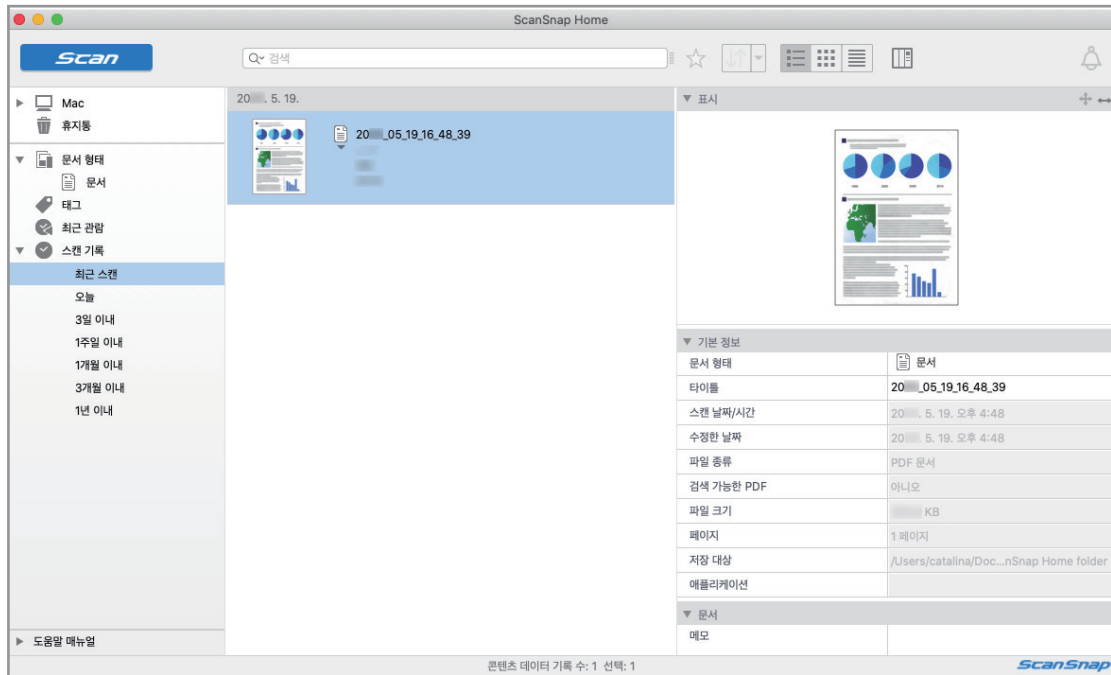 ScanSnap Home
Scan
검색
Mac
휴지통
문서 형태
문서
태그
최근 관람
스캔 기록
최근 스캔
오늘
3일 이내
1주일 이내
1개월 이내
3개월 이내
1년 이내
도움말 매뉴얼
20 . 5. 19.
20 _05_19_16_48_39
표시
기본 정보
문서 형태 문서
타이틀 20 _05_19_16_48_39
스캔 날짜/시간 20 . 5. 19. 오후 4:48
수정한 날짜 20 . 5. 19. 오후 4:48
파일 종류 PDF 문서
검색 가능한 PDF 아니오
파일 크기 KB
페이지 1 페이지
저장 대상 /Users/catalina/Doc...nSnap Home folder
애플리케이션
문서
메모
콘텐츠 데이터 기록 수: 1 선택: 1
ScanSnap